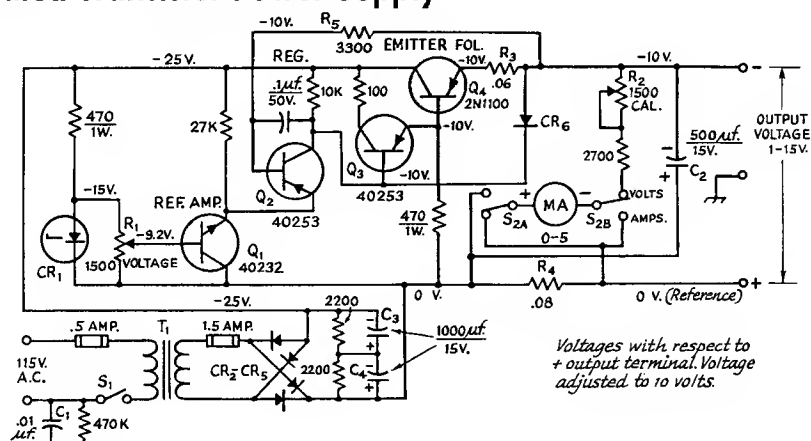 R5
-10V.
3300
EMITTER FOL.
-25V.
REG.
-10V.
R3
-10V.
.06
Q4
2N1100
.1µf.
50V.
10K
100
470
1W.
27K
R2
1500
CAL.
OUTPUT
VOLTAGE
1-15V.
CR6
-10V.
Q3
-10V.
40253
2700
500µf.
15V.
C2
-15V.
REF. AMP.
Q2
40253
470
1W.
VOLTS
AMPS.
MA
S2A
S2B
0-5
R1
-9.2V.
1500
VOLTAGE
Q1
40232
CR1
R4
.08
0 V.
0 V. (Reference)
-25V.
.5 AMP.
T1
1.5 AMP.
2200
C3
1000µf.
15V.
115V.
A.C.
S1
CR2-CR5
2200
C4
C1
.01
µf.
470K
Voltages with respect to
+ output terminal. Voltage
adjusted to 10 volts.